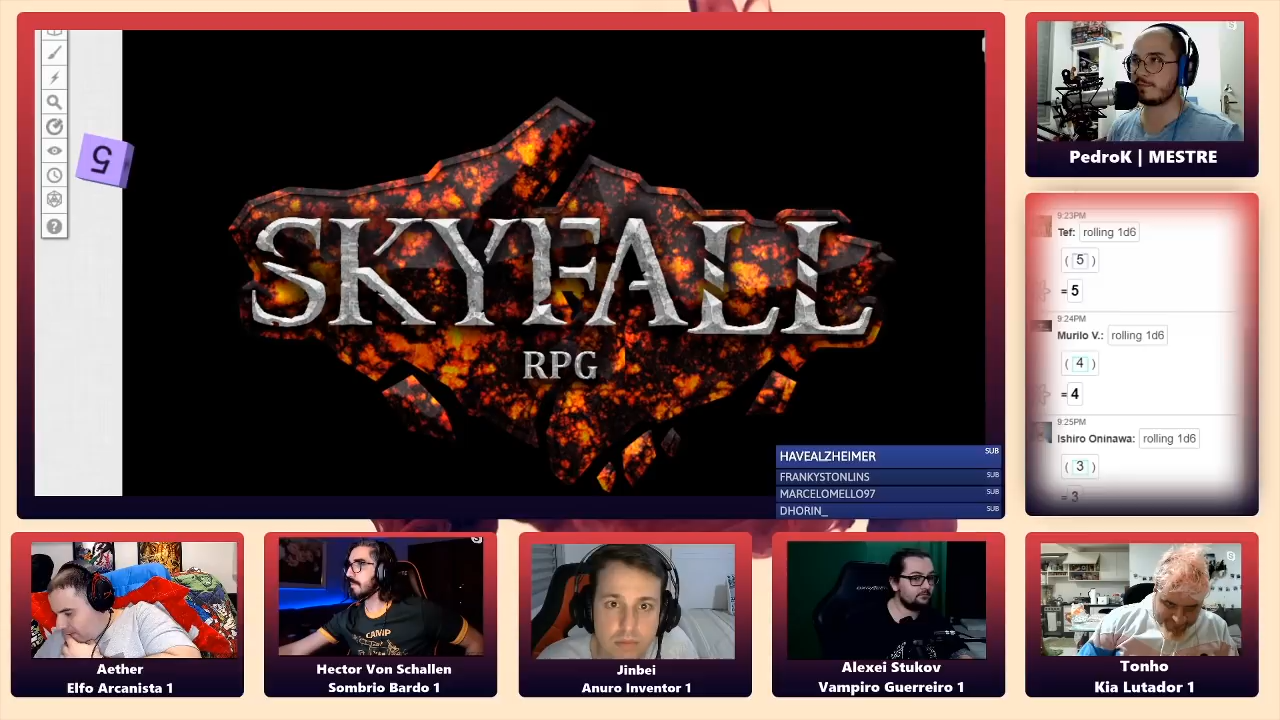 5
SKYFALL
RPG
HAVEALZHEIMER SUB
FRANKYSTONLINS SUB
MARCELOMELLO97 SUB
DHORIN_ SUB
PedroK | MESTRE
9:23PM
Tef: rolling 1d6
( 5 )
= 5
9:24PM
Murilo V.: rolling 1d6
( 4 )
= 4
9:25PM
Ishiro Oninawa: rolling 1d6
( 3 )
= 3
Aether
Elfo Arcanista 1
Hector Von Schallen
Sombrio Bardo 1
Jinbei
Anuro Inventor 1
Alexei Stukov
Vampiro Guerreiro 1
Tonho
Kia Lutador 1